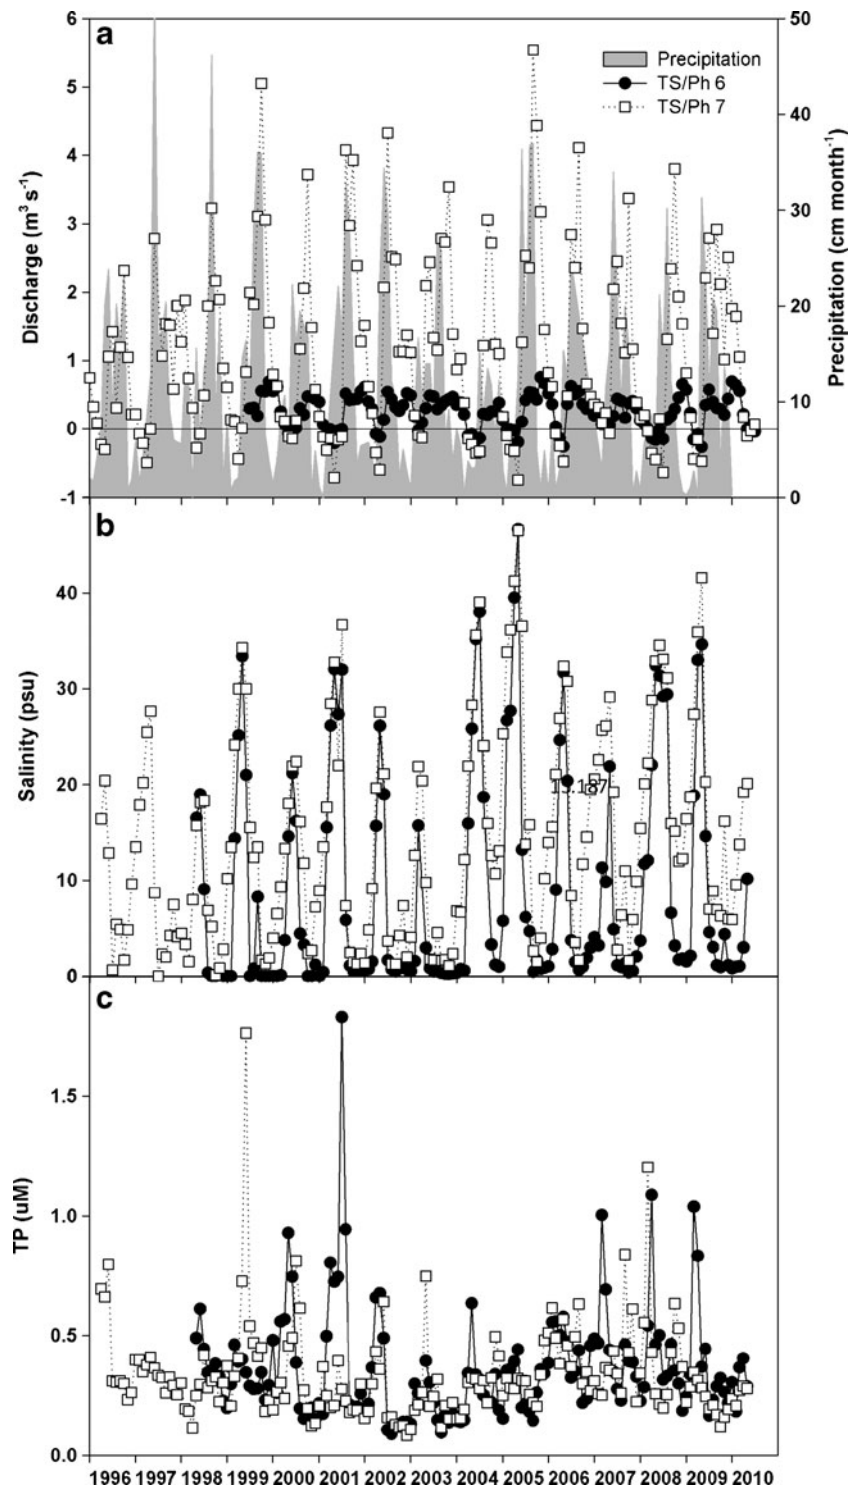 a
6
5
4
3
2
1
0
-1
Discharge (m³ s⁻¹)
50
40
30
20
10
0
Precipitation (cm month⁻¹)
Precipitation
TS/Ph 6
TS/Ph 7
b
40
30
20
10
0
Salinity (psu)
15.187
c
1.5
1.0
0.5
0.0
TP (uM)
1996 1997 1998 1999 2000 2001 2002 2003 2004 2005 2006 2007 2008 2009 2010